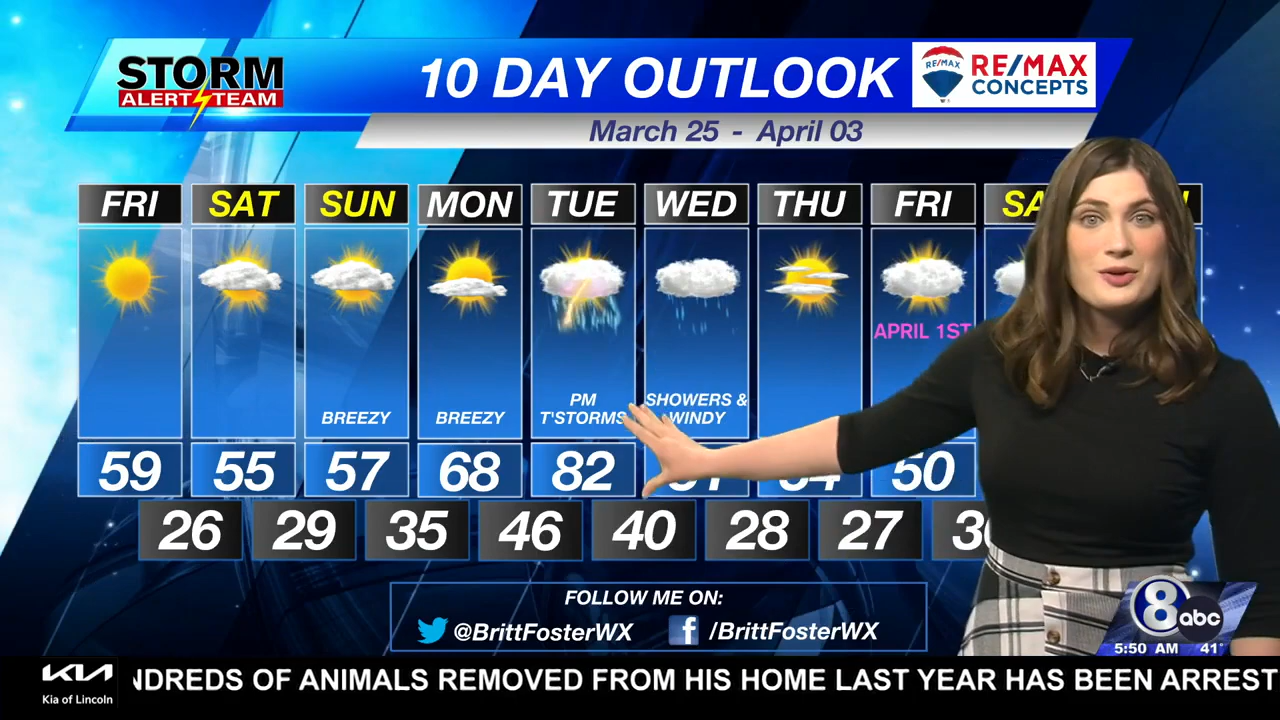 STORM
ALERT TEAM
10 DAY OUTLOOK
RE/MAX
RE/MAX
CONCEPTS
March 25 - April 03
FRI SAT SUN MON TUE WED THU FRI
APRIL 1ST
BREEZY BREEZY PM T'STORMS SHOWERS & WINDY
59 55 57 68 82 50
26 29 35 46 40 28 27
FOLLOW ME ON:
@BrittFosterWX /BrittFosterWX
8 abc
5:50 AM 41°
KIA
Kia of Lincoln
OF ANIMALS REMOVED FROM HIS HOME LAST YEAR HAS BEEN